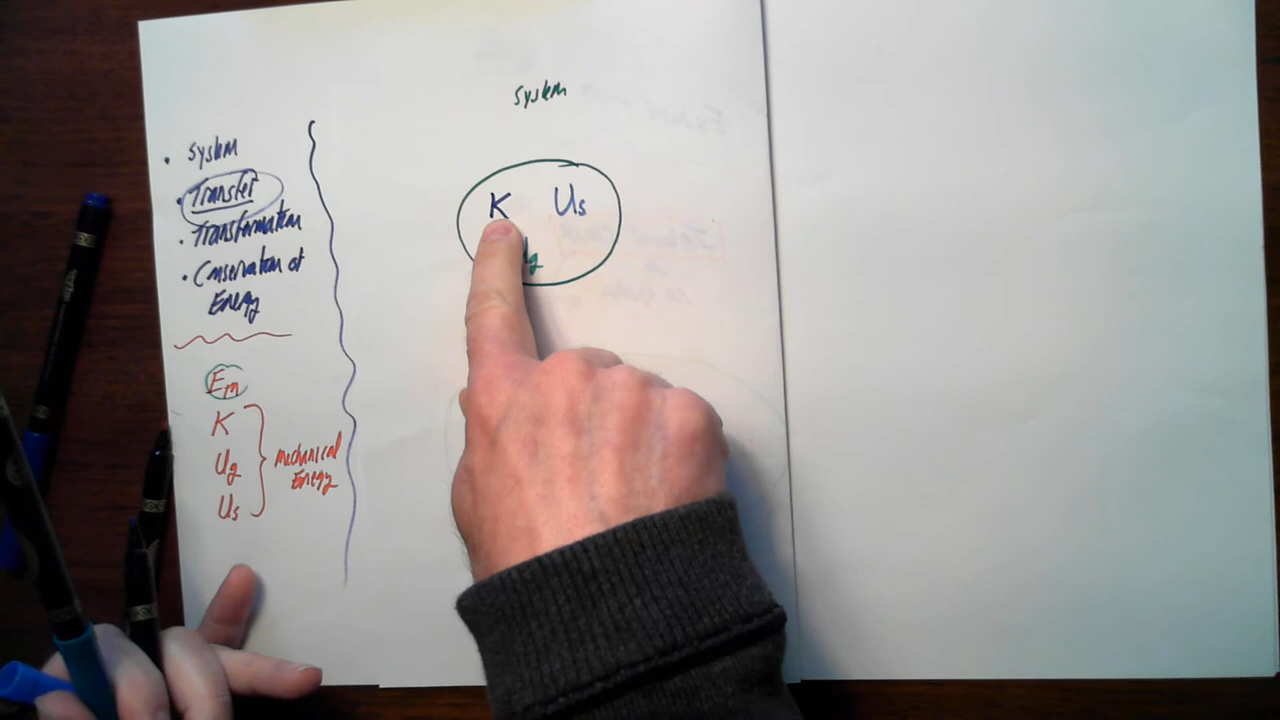 System
• System
• Transfer
• Transformation
• Conservation of
Energy
Em
K
Ug
Us
Mechanical
Energy
K Us
g